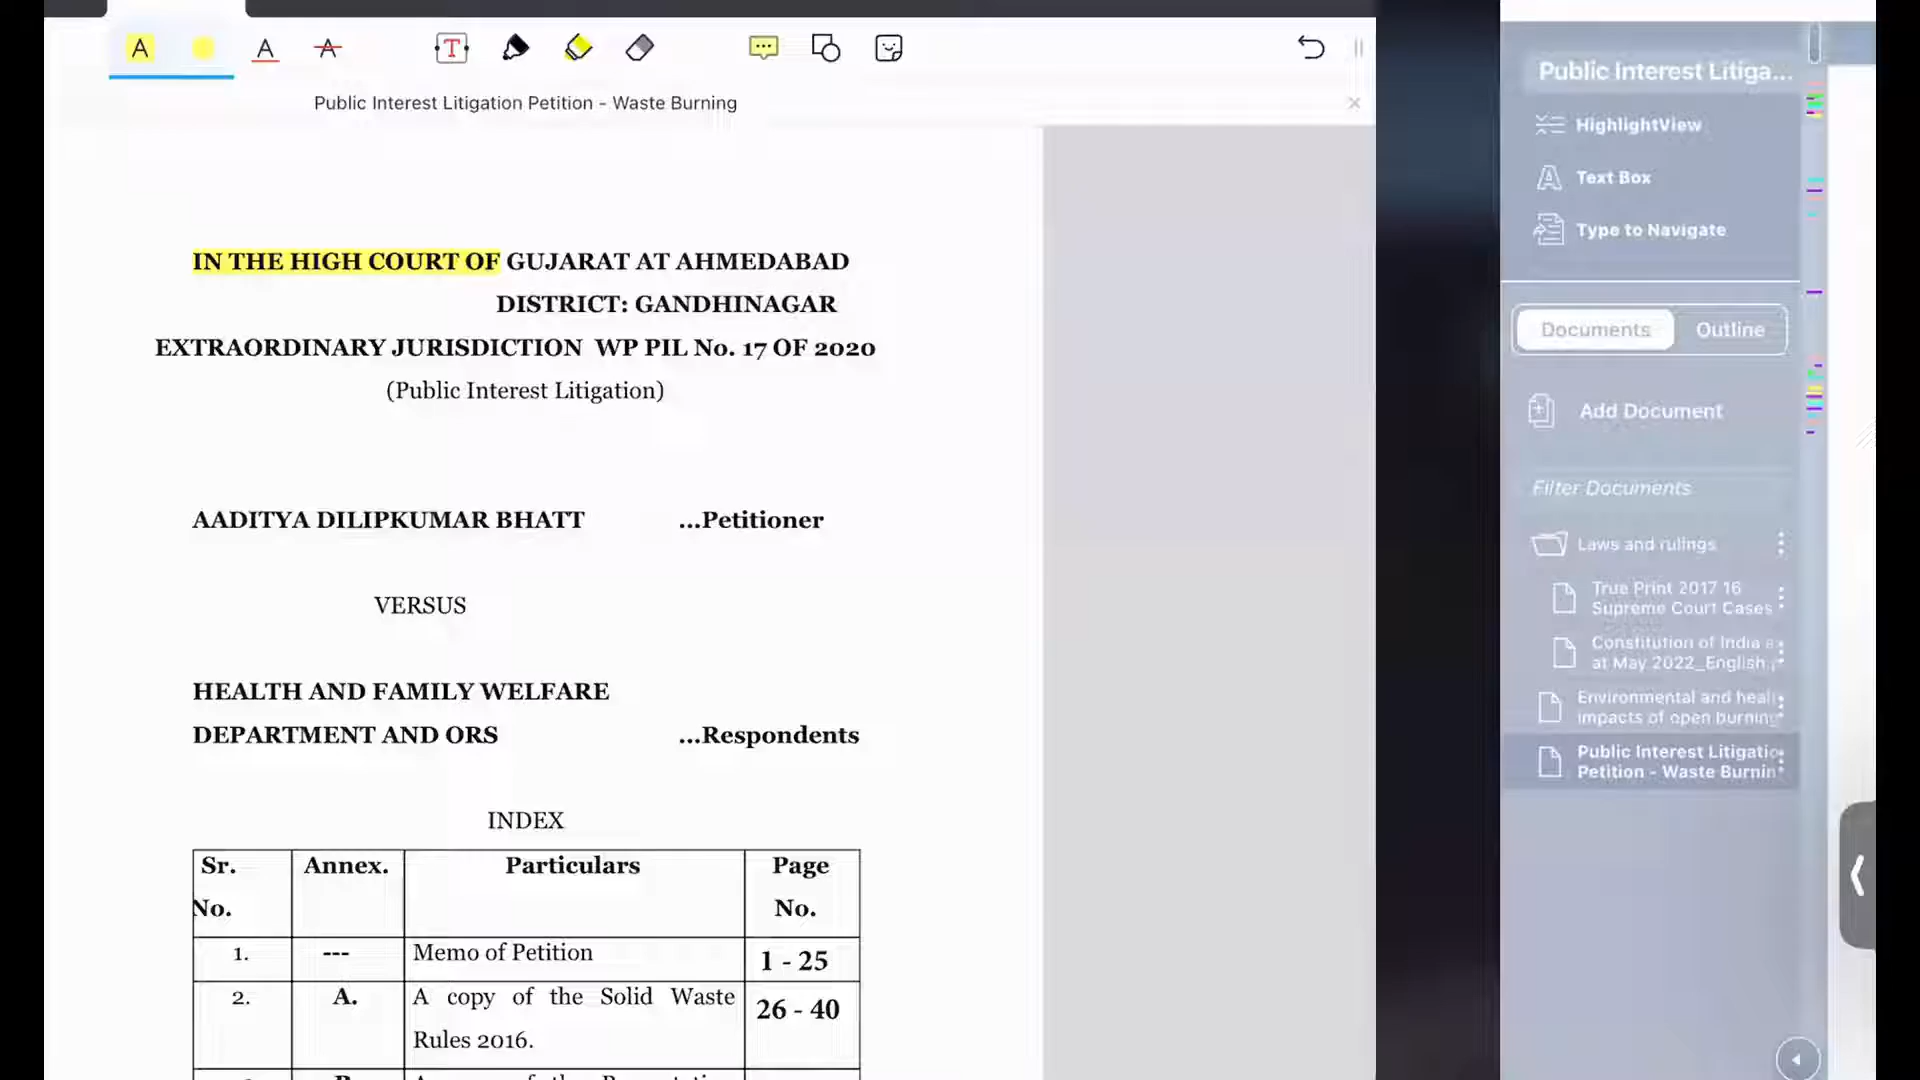 Public Interest Litigation Petition - Waste Burning
IN THE HIGH COURT OF GUJARAT AT AHMEDABAD
DISTRICT: GANDHINAGAR
EXTRAORDINARY JURISDICTION WP PIL No. 17 OF 2020
(Public Interest Litigation)
AADITYA DILIPKUMAR BHATT ...Petitioner
VERSUS
HEALTH AND FAMILY WELFARE
DEPARTMENT AND ORS ...Respondents
INDEX
Sr. No. Annex. Particulars Page No.
1. --- Memo of Petition 1 - 25
2. A. A copy of the Solid Waste 26 - 40
Rules 2016.
Public Interest Litiga...
HighlightView
Text Box
Type to Navigate
Documents Outline
Add Document
Filter Documents
Laws and rulings
True Print 2017 16
Supreme Court Cases
Constitution of India
at May 2022_English
Environmental and
impacts of open burning
Public Interest
Petition - Waste